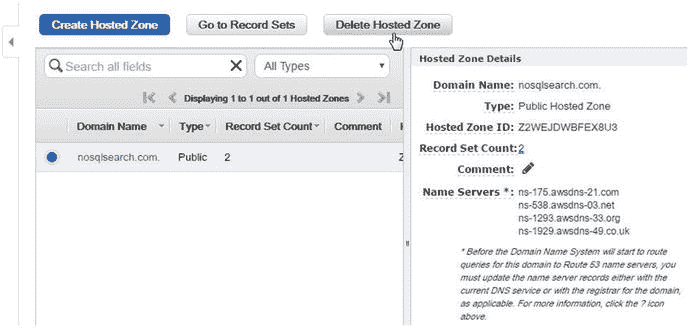 Create Hosted Zone Go to Record Sets Delete Hosted Zone
Search all fields All Types
Displaying 1 to 1 out of 1 Hosted Zones
Domain Name Type Record Set Count Comment
nosqlsearch.com. Public 2
Hosted Zone Details
Domain Name: nosqlsearch.com.
Type: Public Hosted Zone
Hosted Zone ID: Z2WEJDWBFEX8U3
Record Set Count: 2
Comment:
Name Servers *: ns-175.awsdns-21.com
ns-538.awsdns-03.net
ns-1293.awsdns-33.org
ns-1929.awsdns-49.co.uk
* Before the Domain Name System will start to route
queries for this domain to Route 53 name servers, you
must update the name server records either with the
current DNS service or with the registrar for the domain,
as applicable. For more information, click the ? icon
above.